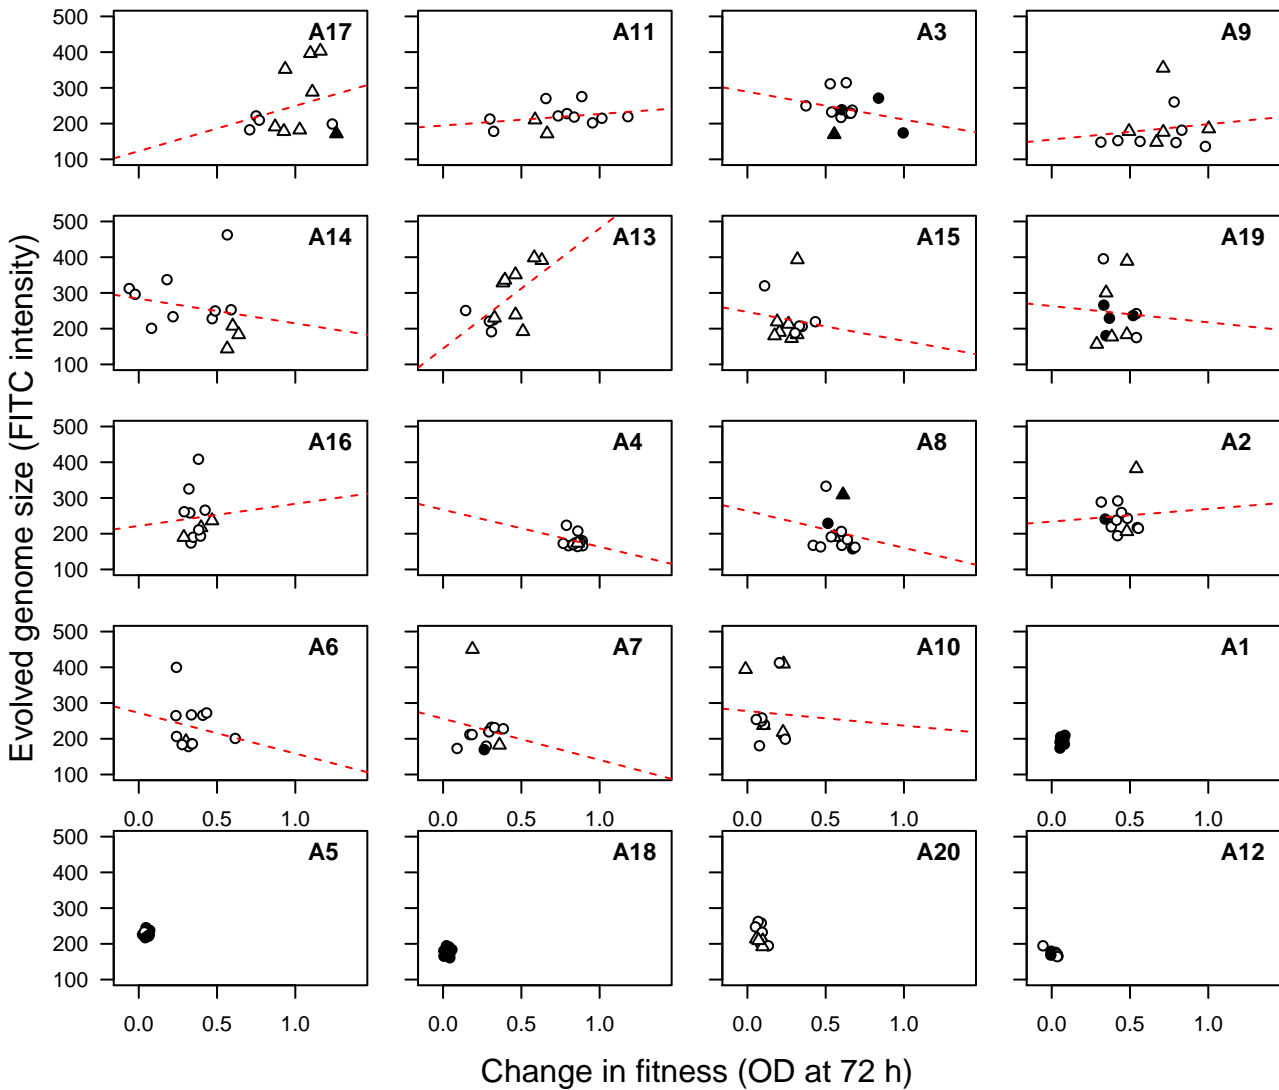 500
400
300
200
100
A17
A11
A3
A9
500
400
300
200
100
A14
A13
A15
A19
500
400
300
200
100
A16
A4
A8
A2
500
400
300
200
100
A6
A7
A10
A1
0.0 0.5 1.0
0.0 0.5 1.0
0.0 0.5 1.0
0.0 0.5 1.0
500
400
300
200
100
A5
A18
A20
A12
0.0 0.5 1.0
0.0 0.5 1.0
0.0 0.5 1.0
0.0 0.5 1.0
Evolved genome size (FITC intensity)
Change in fitness (OD at 72 h)